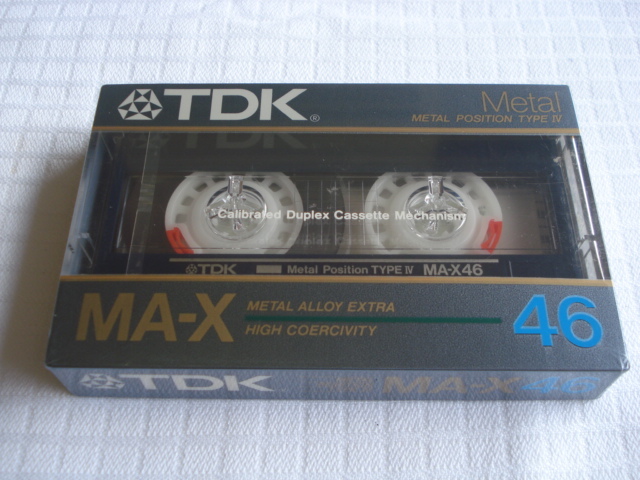 TDK®
Metal
METAL POSITION TYPE IV
Calibrated Duplex Cassette Mechanism
TDK Metal Position TYPE IV MA-X46
MA-X
METAL ALLOY EXTRA
HIGH COERCIVITY
46
TDK
MA-X46